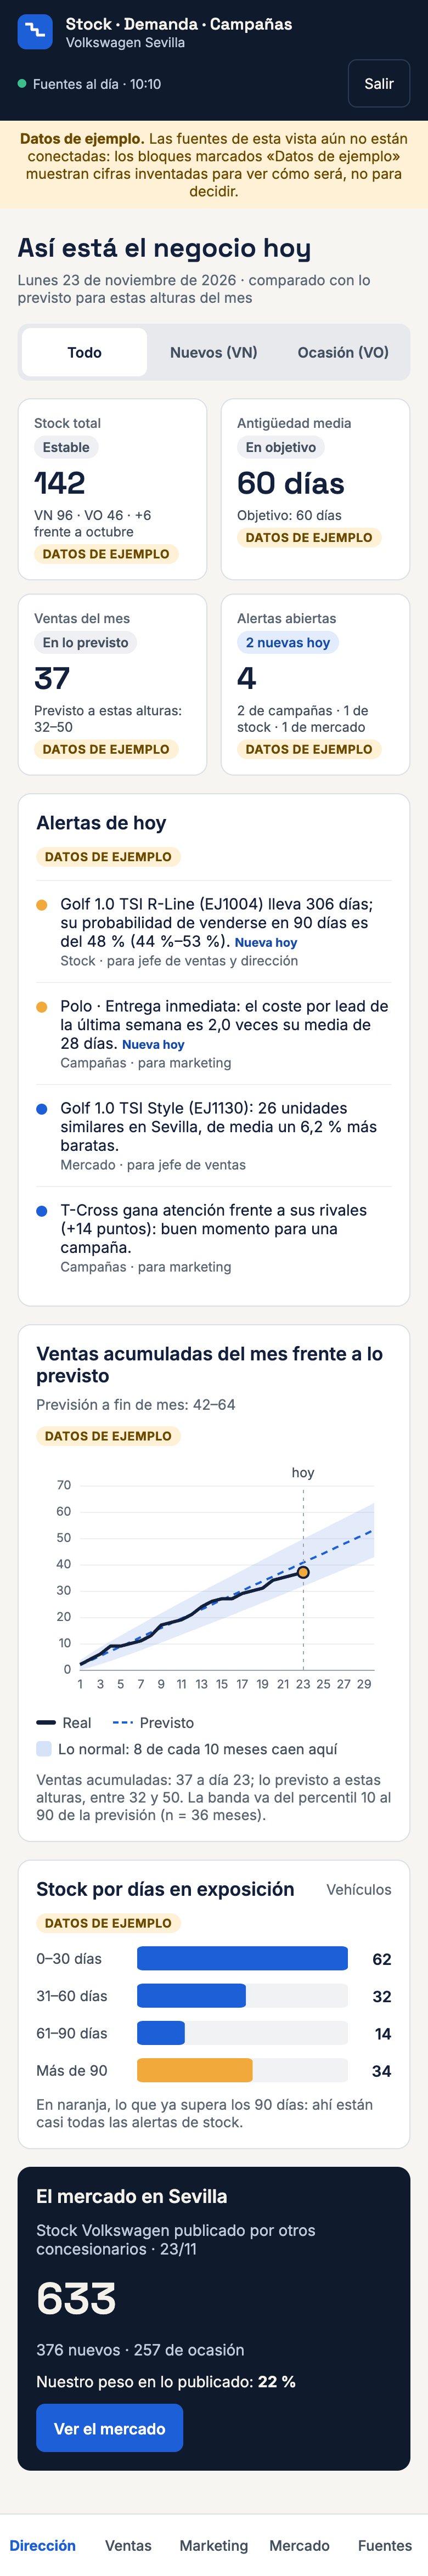 Stock · Demanda · Campañas
Volkswagen Sevilla
Fuentes al día · 10:10
Salir
Datos de ejemplo. Las fuentes de esta vista aún no están
conectadas: los bloques marcados «Datos de ejemplo»
muestran cifras inventadas para ver cómo será, no para
decidir.
Así está el negocio hoy
Lunes 23 de noviembre de 2026 · comparado con lo
previsto para estas alturas del mes
Todo
Nuevos (VN)
Ocasión (VO)
Stock total
Estable
142
VN 96 · VO 46 · +6
frente a octubre
DATOS DE EJEMPLO
Antigüedad media
En objetivo
60 días
Objetivo: 60 días
DATOS DE EJEMPLO
Ventas del mes
En lo previsto
37
Previsto a estas alturas:
32–50
DATOS DE EJEMPLO
Alertas abiertas
2 nuevas hoy
4
2 de campañas · 1 de
stock · 1 de mercado
DATOS DE EJEMPLO
Alertas de hoy
DATOS DE EJEMPLO
Golf 1.0 TSI R-Line (EJ1004) lleva 306 días;
su probabilidad de venderse en 90 días es
del 48 % (44 %–53 %). Nueva hoy
Stock · para jefe de ventas y dirección
Polo · Entrega inmediata: el coste por lead de
la última semana es 2,0 veces su media de
28 días. Nueva hoy
Campañas · para marketing
Golf 1.0 TSI Style (EJ1130): 26 unidades
similares en Sevilla, de media un 6,2 % más
baratas.
Mercado · para jefe de ventas
T-Cross gana atención frente a sus rivales
(+14 puntos): buen momento para una
campaña.
Campañas · para marketing
Ventas acumuladas del mes frente a lo
previsto
Previsión a fin de mes: 42–64
DATOS DE EJEMPLO
hoy
70
60
50
40
30
20
10
0
1 3 5 7 9 11 13 15 17 19 21 23 25 27 29
Real
Previsto
Lo normal: 8 de cada 10 meses caen aquí
Ventas acumuladas: 37 a día 23; lo previsto a estas
alturas, entre 32 y 50. La banda va del percentil 10 al
90 de la previsión (n = 36 meses).
Stock por días en exposición
Vehículos
DATOS DE EJEMPLO
0–30 días 62
31–60 días 32
61–90 días 14
Más de 90 34
En naranja, lo que ya supera los 90 días: ahí están
casi todas las alertas de stock.
El mercado en Sevilla
Stock Volkswagen publicado por otros
concesionarios · 23/11
633
376 nuevos · 257 de ocasión
Nuestro peso en lo publicado: 22 %
Ver el mercado
Dirección
Ventas
Marketing
Mercado
Fuentes